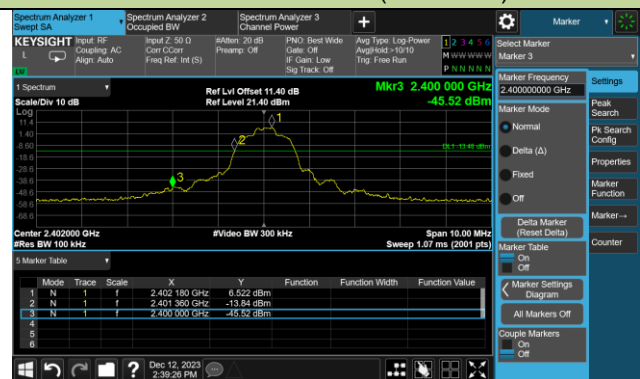 Spectrum Analyzer 1
Swept SA
Spectrum Analyzer 2
Occupied BW
Spectrum Analyzer 3
Channel Power
Marker
KEYSIGHT
L
LW
Input: RF
Coupling: AC
Align: Auto
Input Z: 50 Ω
Corr CCorr
Freq Ref: Int (S)
#Atten: 20 dB
Preamp: Off
PNO: Best Wide
Gate: Off
IF Gain: Low
Sig Track: Off
Avg Type: Log-Power
Avg|Hold>10/10
Trig: Free Run
1 2 3 4 5 6
M W W W W W
P N N N N N
Select Marker
Marker 3
1 Spectrum
Scale/Div 10 dB
Log
Ref Lvl Offset 11.40 dB
Ref Level 21.40 dBm
Mkr3 2.400 000 GHz
-45.52 dBm
11.4
1.40
-8.60
-18.6
-28.6
-38.6
-48.6
-58.6
-68.6
1
2
3
DL1 -13.48 dBm
Center 2.402000 GHz
#Res BW 100 kHz
#Video BW 300 kHz
Span 10.00 MHz
Sweep 1.07 ms (2001 pts)
5 Marker Table
Mode Trace Scale X Y Function Function Width Function Value
1 N 1 f 2.402 180 GHz 6.522 dBm
2 N 1 f 2.401 360 GHz -13.84 dBm
3 N 1 f 2.400 000 GHz -45.52 dBm
4
5
6
Marker Frequency
2.400000000 GHz
Marker Mode
Normal
Delta (Δ)
Fixed
Off
Delta Marker
(Reset Delta)
Marker Table
On
Off
Marker Settings
Diagram
All Markers Off
Couple Markers
On
Off
Settings
Peak
Search
Pk Search
Config
Properties
Marker
Function
Marker→
Counter
Dec 12, 2023
2:39:26 PM